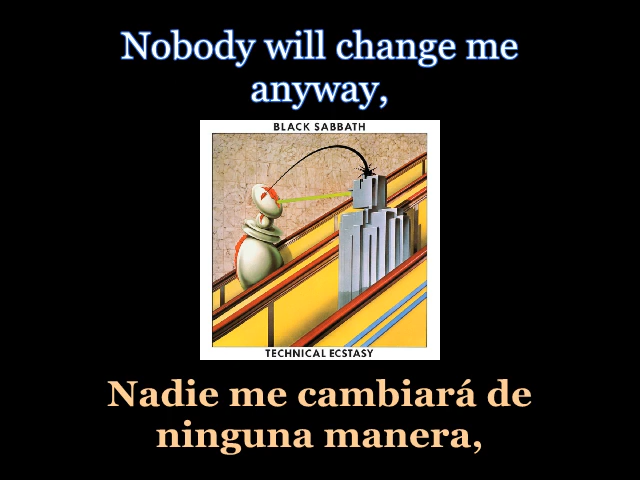 Nobody will change me
anyway,
BLACK SABBATH
TECHNICAL ECSTASY
Nadie me cambiará de
ninguna manera,